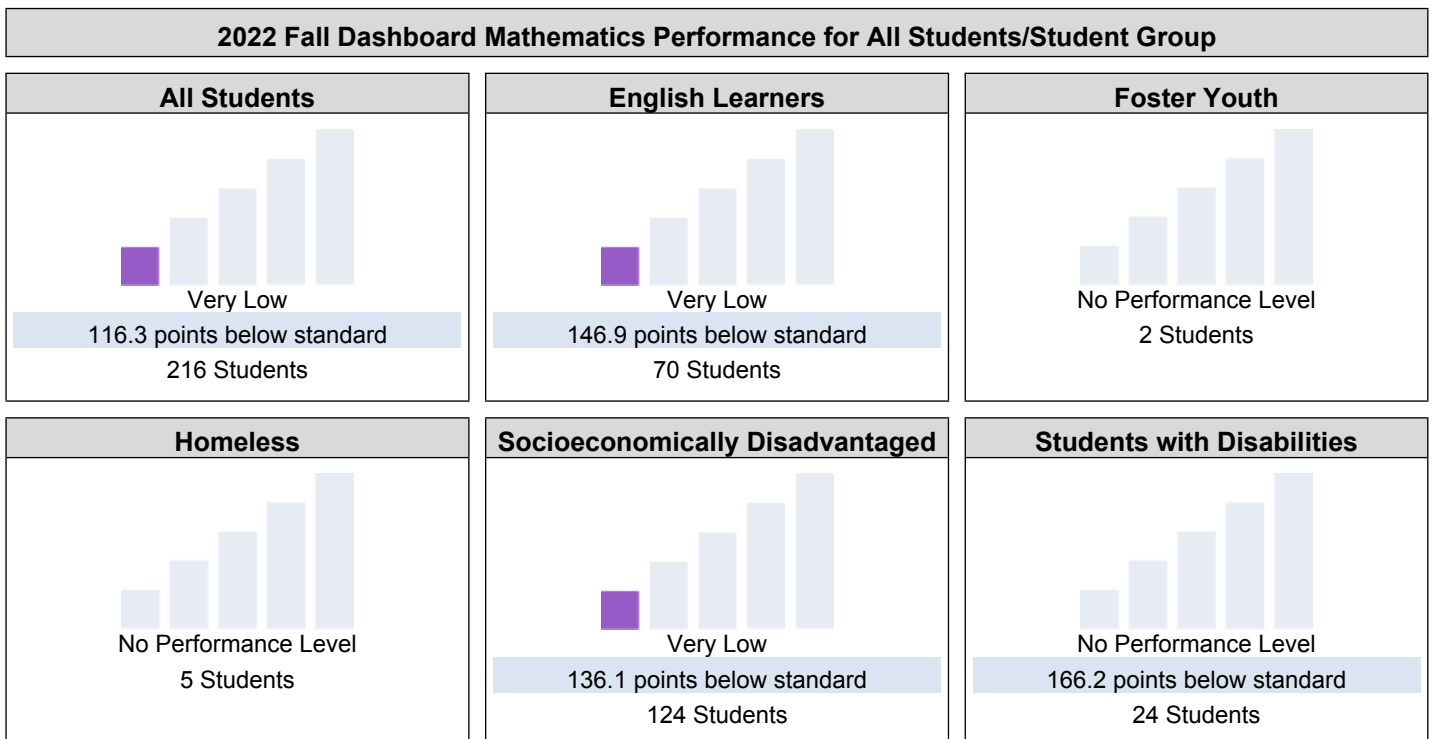 2022 Fall Dashboard Mathematics Performance for All Students/Student Group
All Students
Very Low
116.3 points below standard
216 Students
English Learners
Very Low
146.9 points below standard
70 Students
Foster Youth
No Performance Level
2 Students
Homeless
No Performance Level
5 Students
Socioeconomically Disadvantaged
Very Low
136.1 points below standard
124 Students
Students with Disabilities
No Performance Level
166.2 points below standard
24 Students